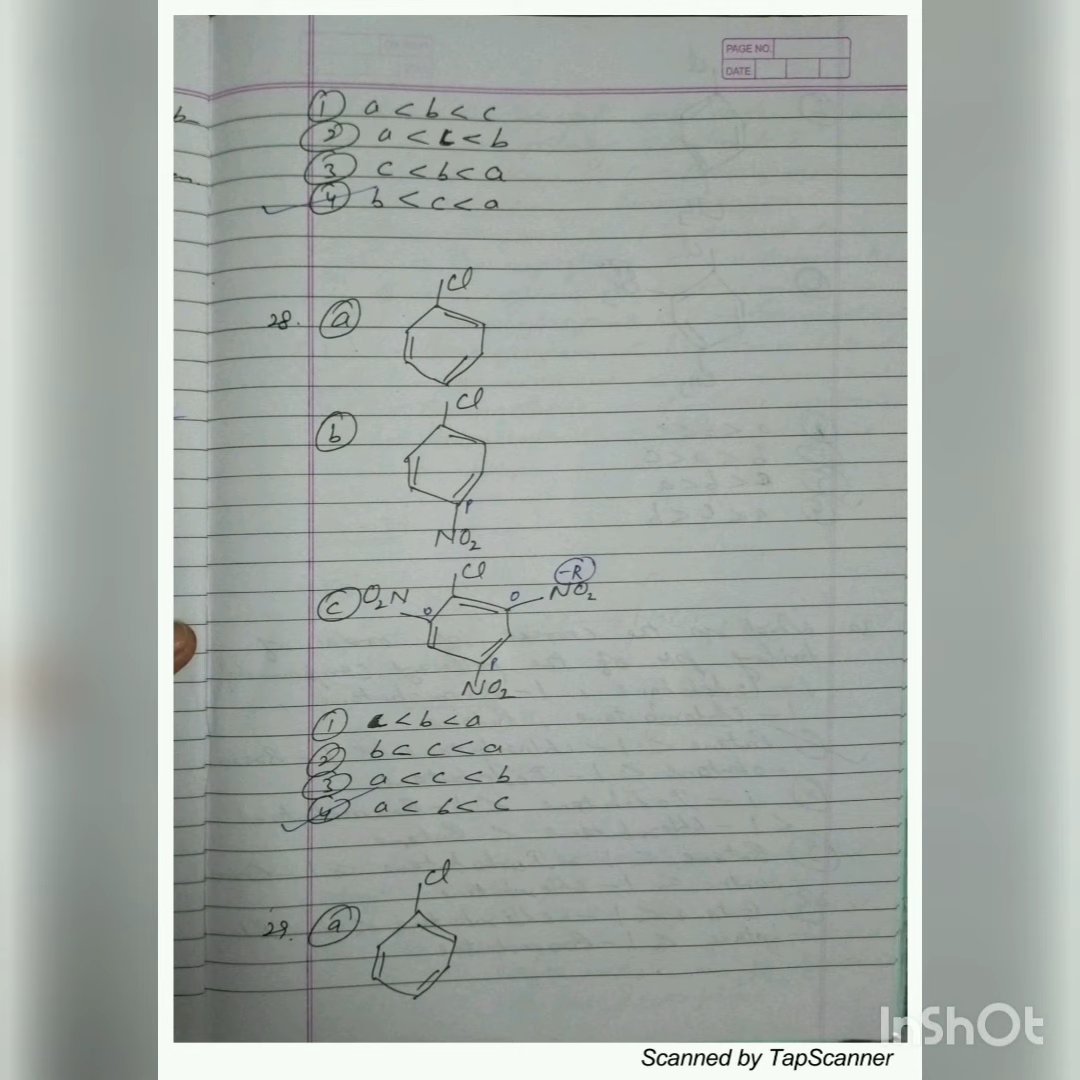 PAGE NO.
DATE
① a < b < c
② a < c < b
③ c < b < a
④ b < c < a
28. ⓐ
Cl
ⓑ
Cl
P
NO₂
ⓒ O₂N Cl O O NO₂ -R
P
NO₂
① c < b < a
② b < c < a
③ a < c < b
④ a < b < c
29. ⓐ
Cl
InShOt
Scanned by TapScanner